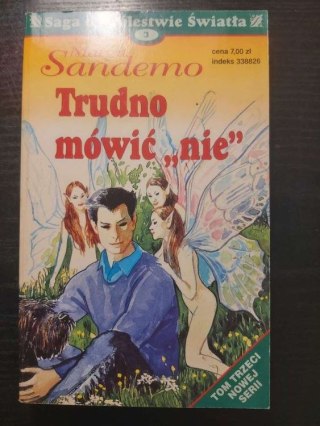 Saga Królestwie Światła
3
cena 7,00 zł
indeks 338826
Sandemo
Trudno
mówić „nie”
TOM TRZECI
NOWEJ
SERII